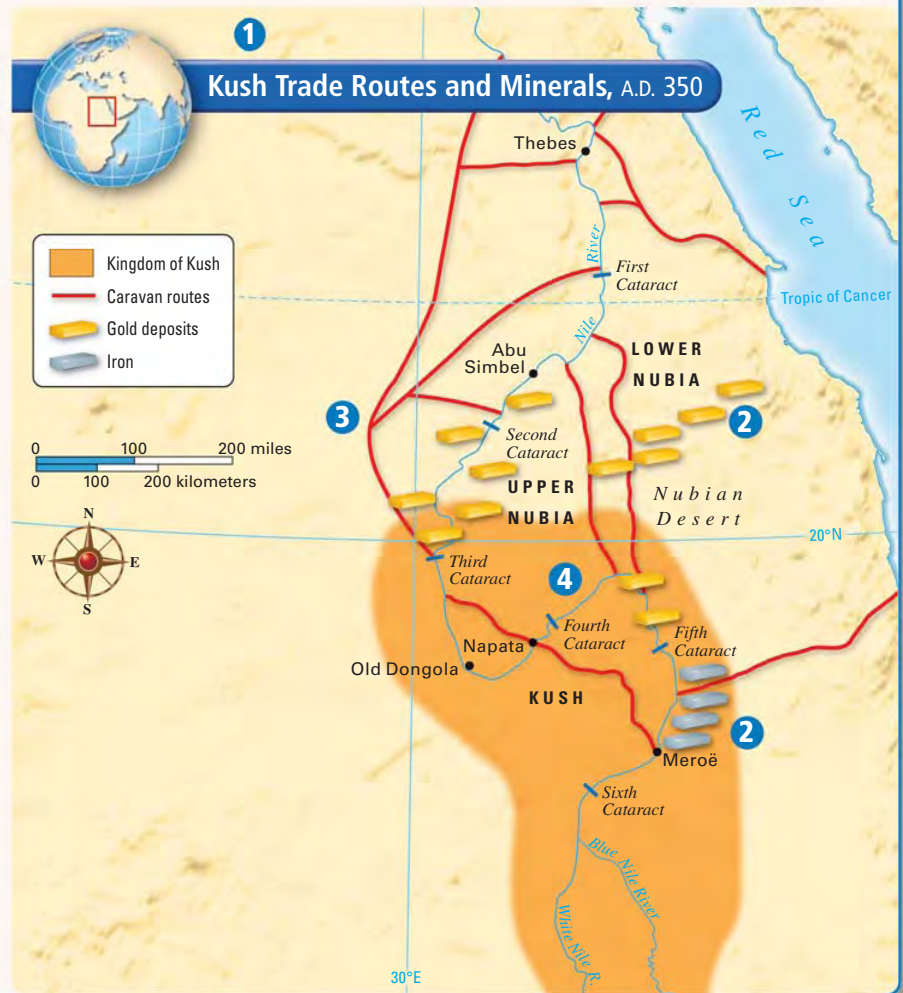 1
Kush Trade Routes and Minerals, A.D. 350
Kingdom of Kush
Caravan routes
Gold deposits
Iron
0 100 200 miles
0 100 200 kilometers
N
W E
S
Thebes
Red Sea
River
First
Cataract
Tropic of Cancer
Nile
Abu
Simbel
LOWER
NUBIA
3
2
Second
Cataract
UPPER
NUBIA
Nubian
Desert
20°N
Third
Cataract
4
Fourth
Cataract
Napata
Fifth
Cataract
Old Dongola
KUSH
2
Meroë
Sixth
Cataract
Blue Nile River
White Nile R.
30°E